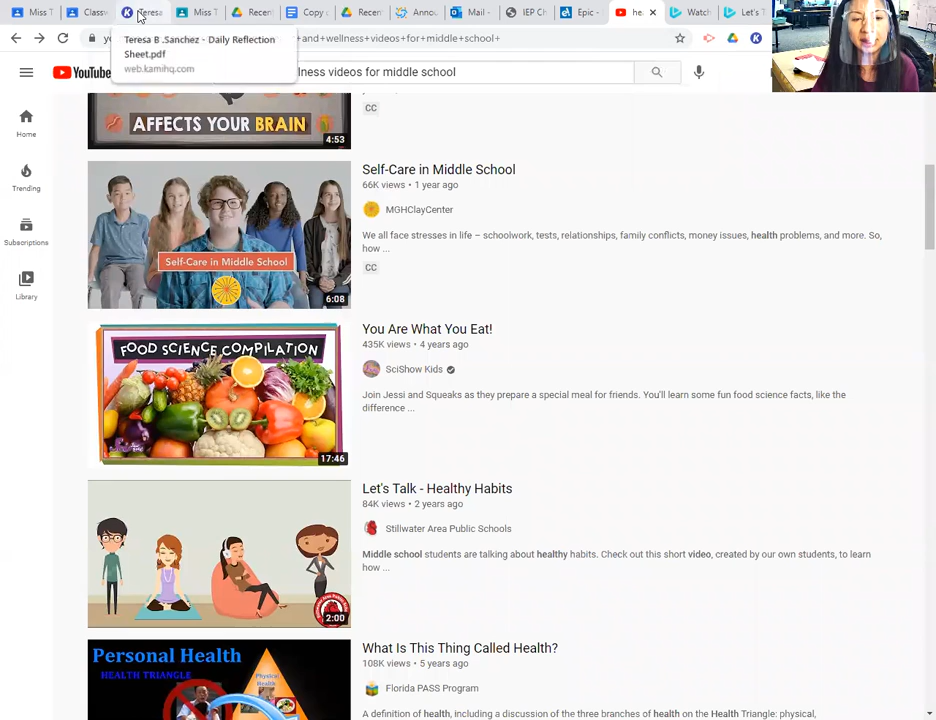 Miss T
Class
Teresa
Miss T
Recen
Copy o
Recen
Annou
Mail -
IEP Ch
Epic -
he
Watch
Let's T
and+wellness+videos+for+middle+school+
Teresa B .Sanchez - Daily Reflection
Sheet.pdf
web.kamihq.com
YouTube
lness videos for middle school
Home
Trending
Subscriptions
Library
AFFECTS YOUR BRAIN
4:53
CC
Self-Care in Middle School
66K views • 1 year ago
MGHClayCenter
We all face stresses in life – schoolwork, tests, relationships, family conflicts, money issues, health problems, and more. So,
how ...
CC
Self-Care in Middle School
6:08
You Are What You Eat!
435K views • 4 years ago
SciShow Kids
Join Jessi and Squeaks as they prepare a special meal for friends. You'll learn some fun food science facts, like the
difference ...
FOOD SCIENCE COMPILATION
17:46
Let's Talk - Healthy Habits
84K views • 2 years ago
Stillwater Area Public Schools
Middle school students are talking about healthy habits. Check out this short video, created by our own students, to learn
how ...
2:00
What Is This Thing Called Health?
108K views • 5 years ago
Florida PASS Program
A definition of health, including a discussion of the three branches of health on the Health Triangle: physical,
Personal Health
HEALTH TRIANGLE
Physical